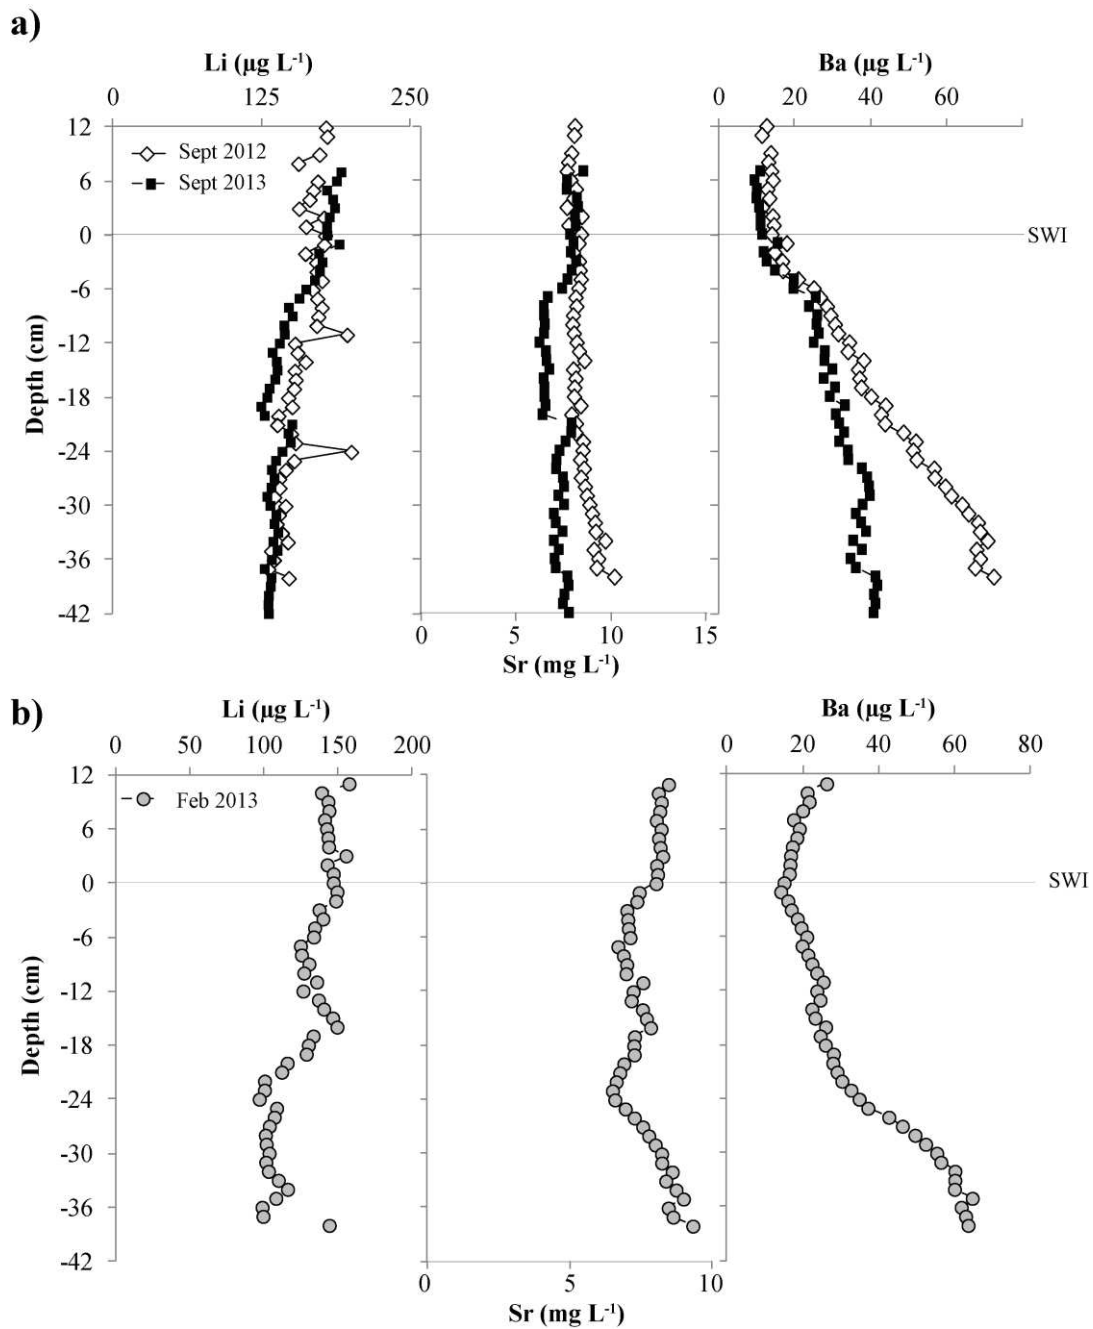 a)
Li (µg L⁻¹)
Ba (µg L⁻¹)
0 125 250 0 20 40 60
12
Sept 2012
Sept 2013
6
0
SWI
-6
-12
-18
-24
-30
-36
-42
Depth (cm)
0 5 10 15
Sr (mg L⁻¹)
b)
Li (µg L⁻¹)
Ba (µg L⁻¹)
0 50 100 150 200 0 20 40 60 80
12
Feb 2013
6
0
SWI
-6
-12
-18
-24
-30
-36
-42
Depth (cm)
0 5 10
Sr (mg L⁻¹)